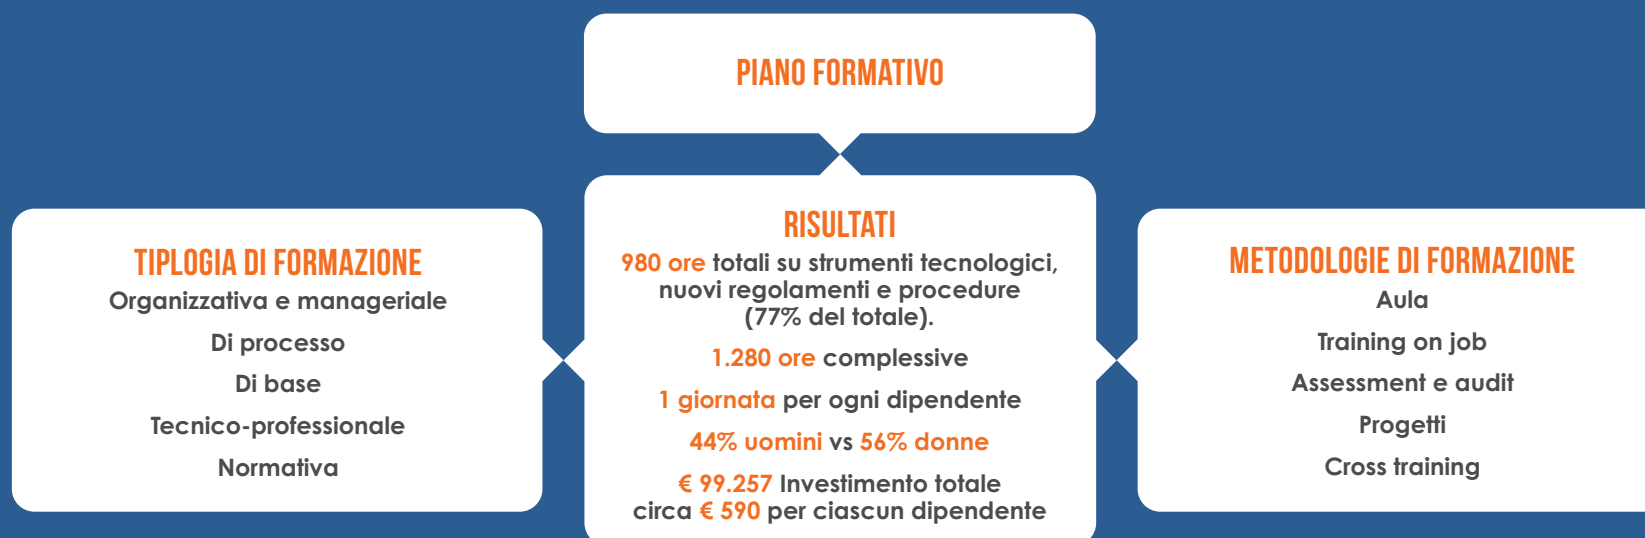 PIANO FORMATIVO
TIPLOGIA DI FORMAZIONE
Organizzativa e manageriale
Di processo
Di base
Tecnico-professionale
Normativa
RISULTATI
980 ore totali su strumenti tecnologici,
nuovi regolamenti e procedure
(77% del totale).
1.280 ore complessive
1 giornata per ogni dipendente
44% uomini vs 56% donne
€ 99.257 Investimento totale
circa € 590 per ciascun dipendente
METODOLOGIE DI FORMAZIONE
Aula
Training on job
Assessment e audit
Progetti
Cross training